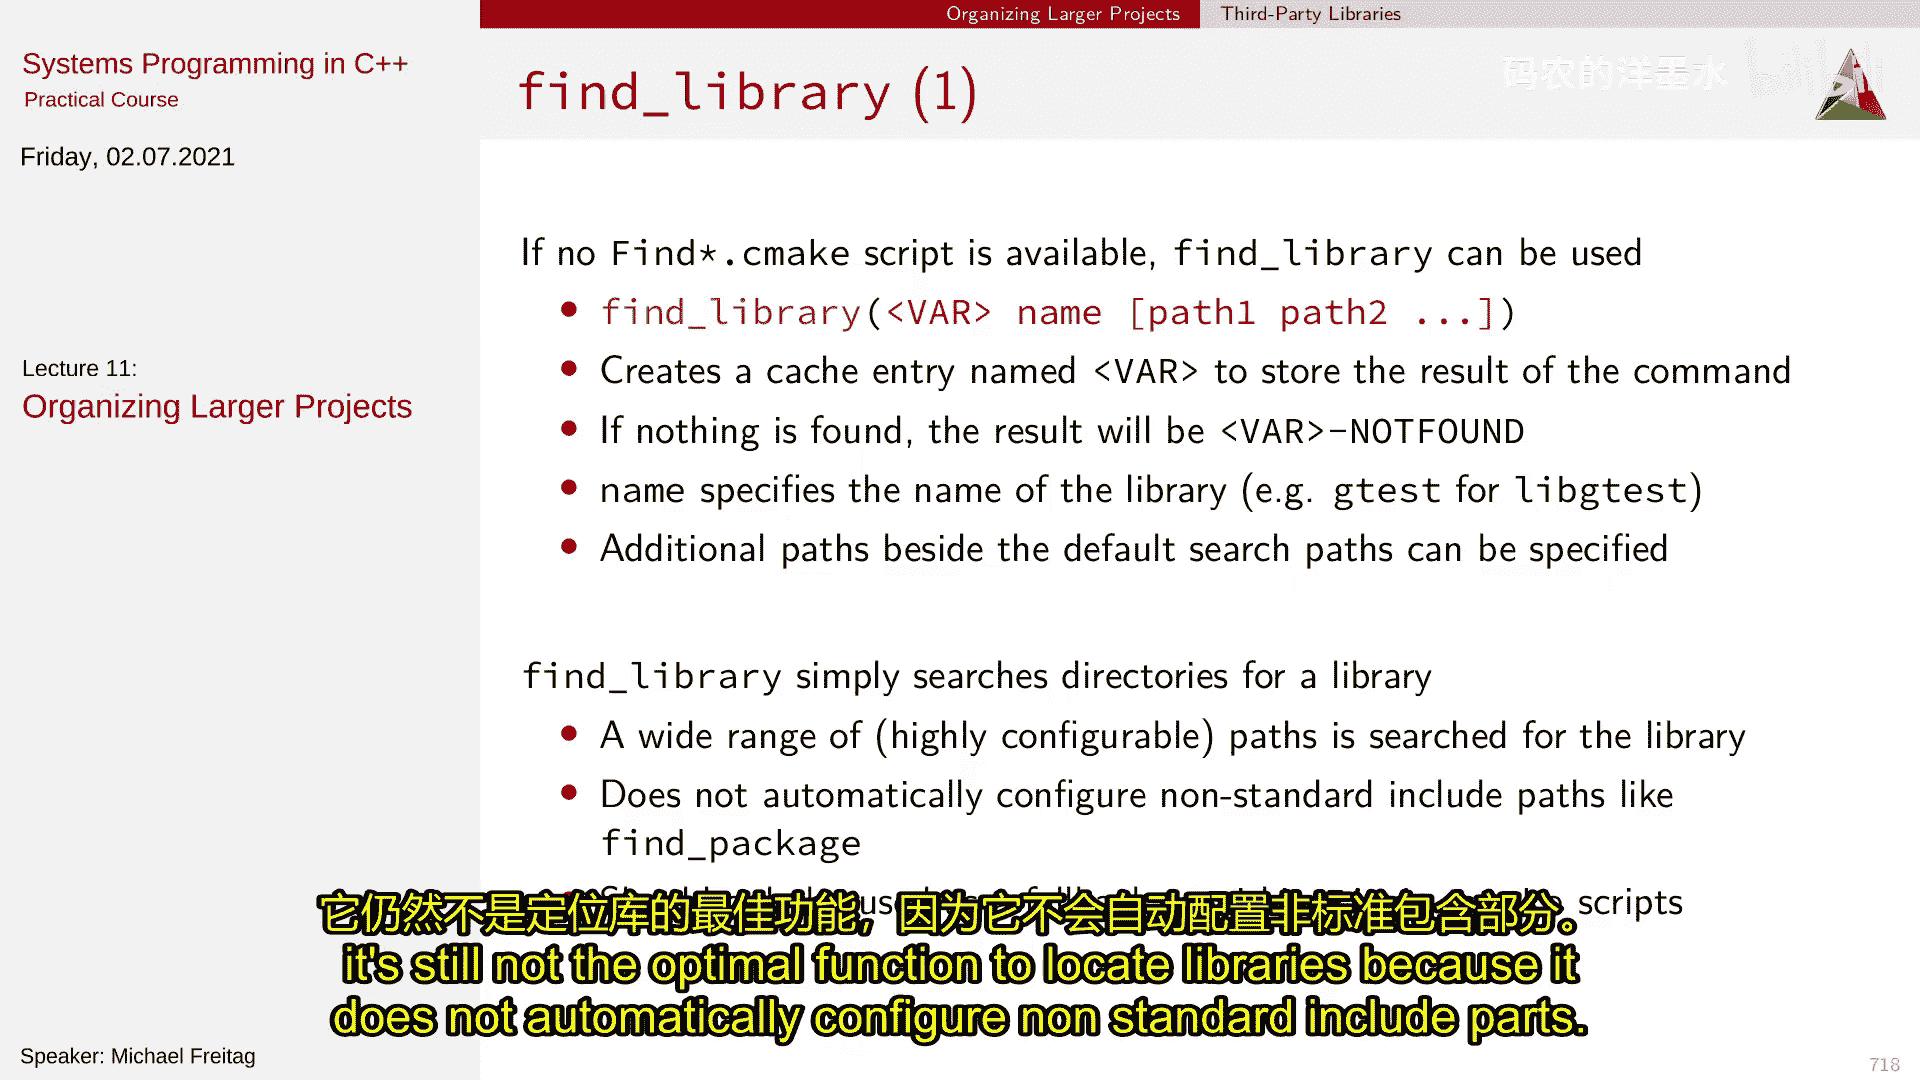 Organizing Larger Projects
Third-Party Libraries
Systems Programming in C++
Practical Course
Friday, 02.07.2021
Lecture 11:
Organizing Larger Projects
find_library (1)
码农的洋墨水
bilibili
If no Find*.cmake script is available, find_library can be used
• find_library(<VAR> name [path1 path2 ...])
• Creates a cache entry named <VAR> to store the result of the command
• If nothing is found, the result will be <VAR>-NOTFOUND
• name specifies the name of the library (e.g. gtest for libgtest)
• Additional paths beside the default search paths can be specified
find_library simply searches directories for a library
• A wide range of (highly configurable) paths is searched for the library
• Does not automatically configure non-standard include paths like
find_package
scripts
它仍然不是定位库的最佳功能，因为它不会自动配置非标准包含部分。
it's still not the optimal function to locate libraries because it
does not automatically configure non standard include parts.
Speaker: Michael Freitag
718